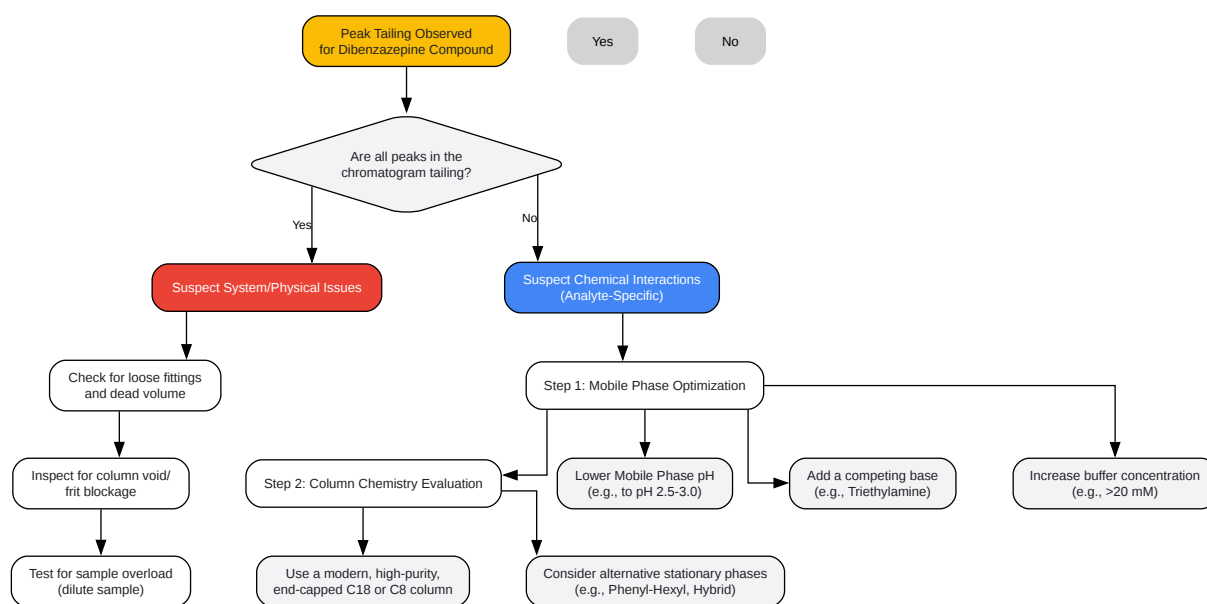 Peak Tailing Observed
for Dibenzazepine Compound
Yes
No
Are all peaks in the
chromatogram tailing?
Yes
No
Suspect System/Physical Issues
Suspect Chemical Interactions
(Analyte-Specific)
Check for loose fittings
and dead volume
Step 1: Mobile Phase Optimization
Inspect for column void/
frit blockage
Step 2: Column Chemistry Evaluation
Lower Mobile Phase pH
(e.g., to pH 2.5-3.0)
Add a competing base
(e.g., Triethylamine)
Increase buffer concentration
(e.g., >20 mM)
Test for sample overload
(dilute sample)
Use a modern, high-purity,
end-capped C18 or C8 column
Consider alternative stationary phases
(e.g., Phenyl-Hexyl, Hybrid)